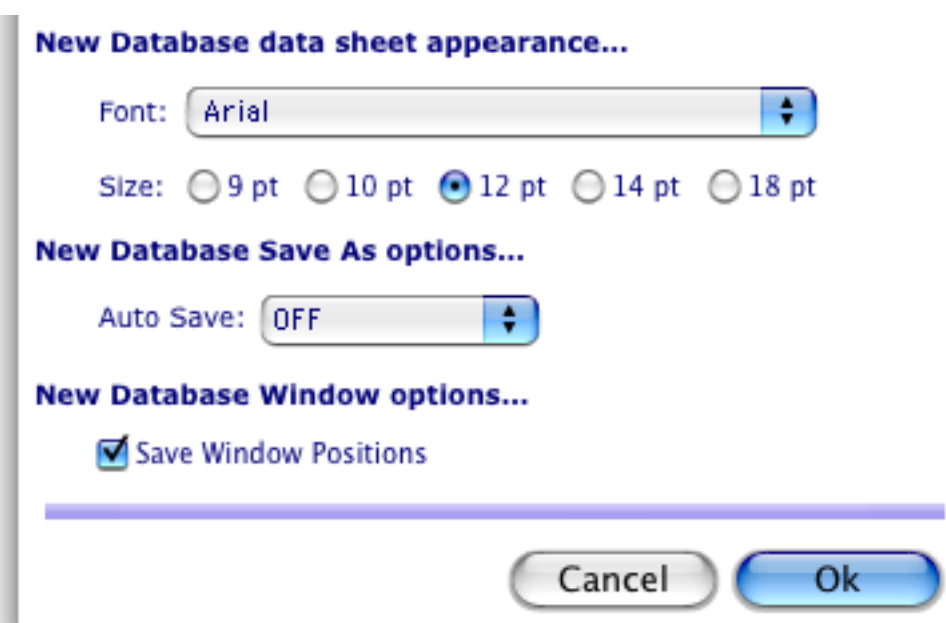 New Database data sheet appearance...
Font: Arial
Size: 9 pt 10 pt 12 pt 14 pt 18 pt
New Database Save As options...
Auto Save: OFF
New Database Window options...
Save Window Positions
Cancel Ok